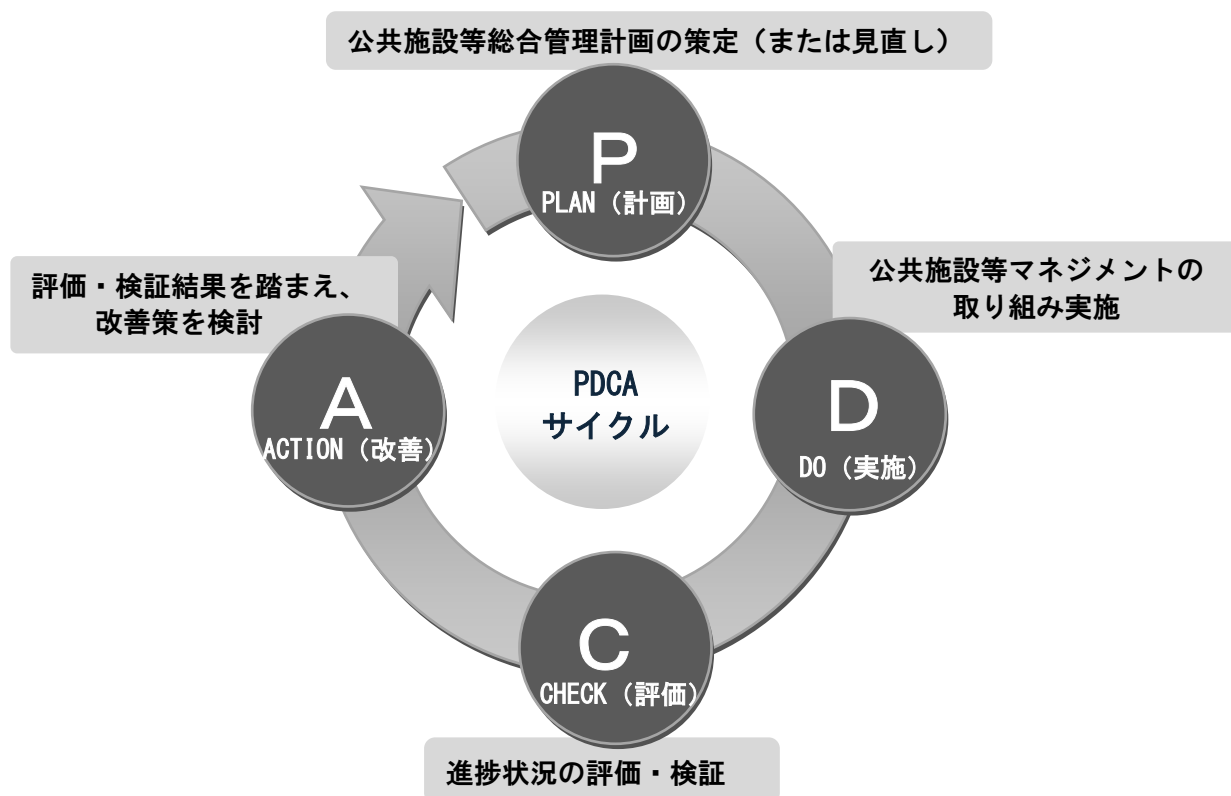 公共施設等総合管理計画の策定（または見直し）
P
PLAN（計画）
公共施設等マネジメントの
取り組み実施
D
DO（実施）
C
CHECK（評価）
進捗状況の評価・検証
評価・検証結果を踏まえ、
改善策を検討
A
ACTION（改善）
PDCA
サイクル